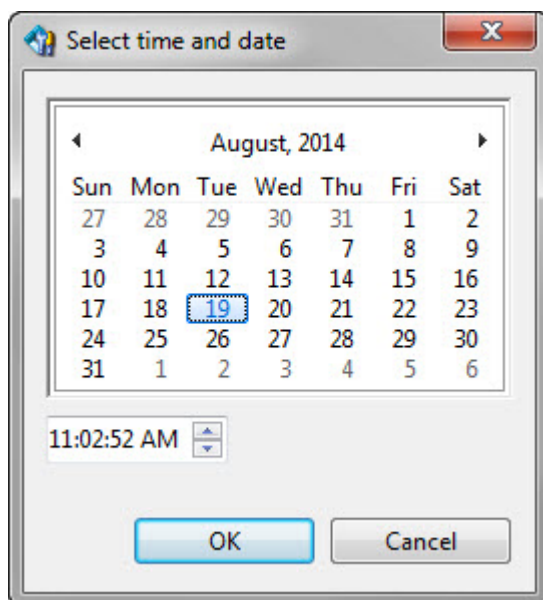 Select time and date
August, 2014
Sun Mon Tue Wed Thu Fri Sat
27 28 29 30 31 1 2
3 4 5 6 7 8 9
10 11 12 13 14 15 16
17 18 19 20 21 22 23
24 25 26 27 28 29 30
31 1 2 3 4 5 6
11:02:52 AM
OK Cancel